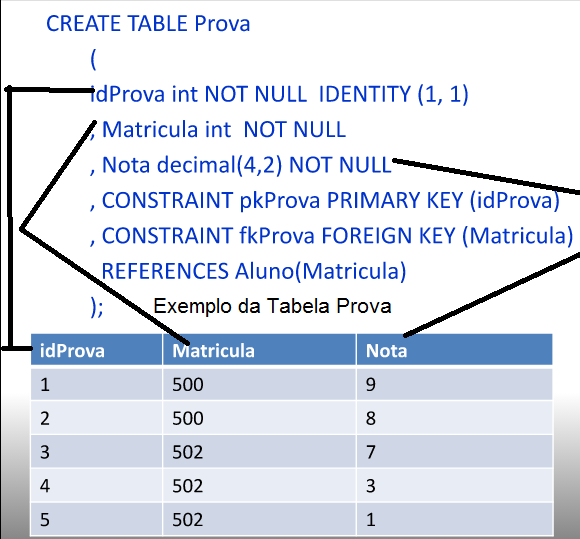 CREATE TABLE Prova
(
idProva int NOT NULL IDENTITY (1, 1)
, Matricula int NOT NULL
, Nota decimal(4,2) NOT NULL
, CONSTRAINT pkProva PRIMARY KEY (idProva)
, CONSTRAINT fkProva FOREIGN KEY (Matricula)
REFERENCES Aluno(Matricula)
); Exemplo da Tabela Prova
idProva Matricula Nota
1 500 9
2 500 8
3 502 7
4 502 3
5 502 1